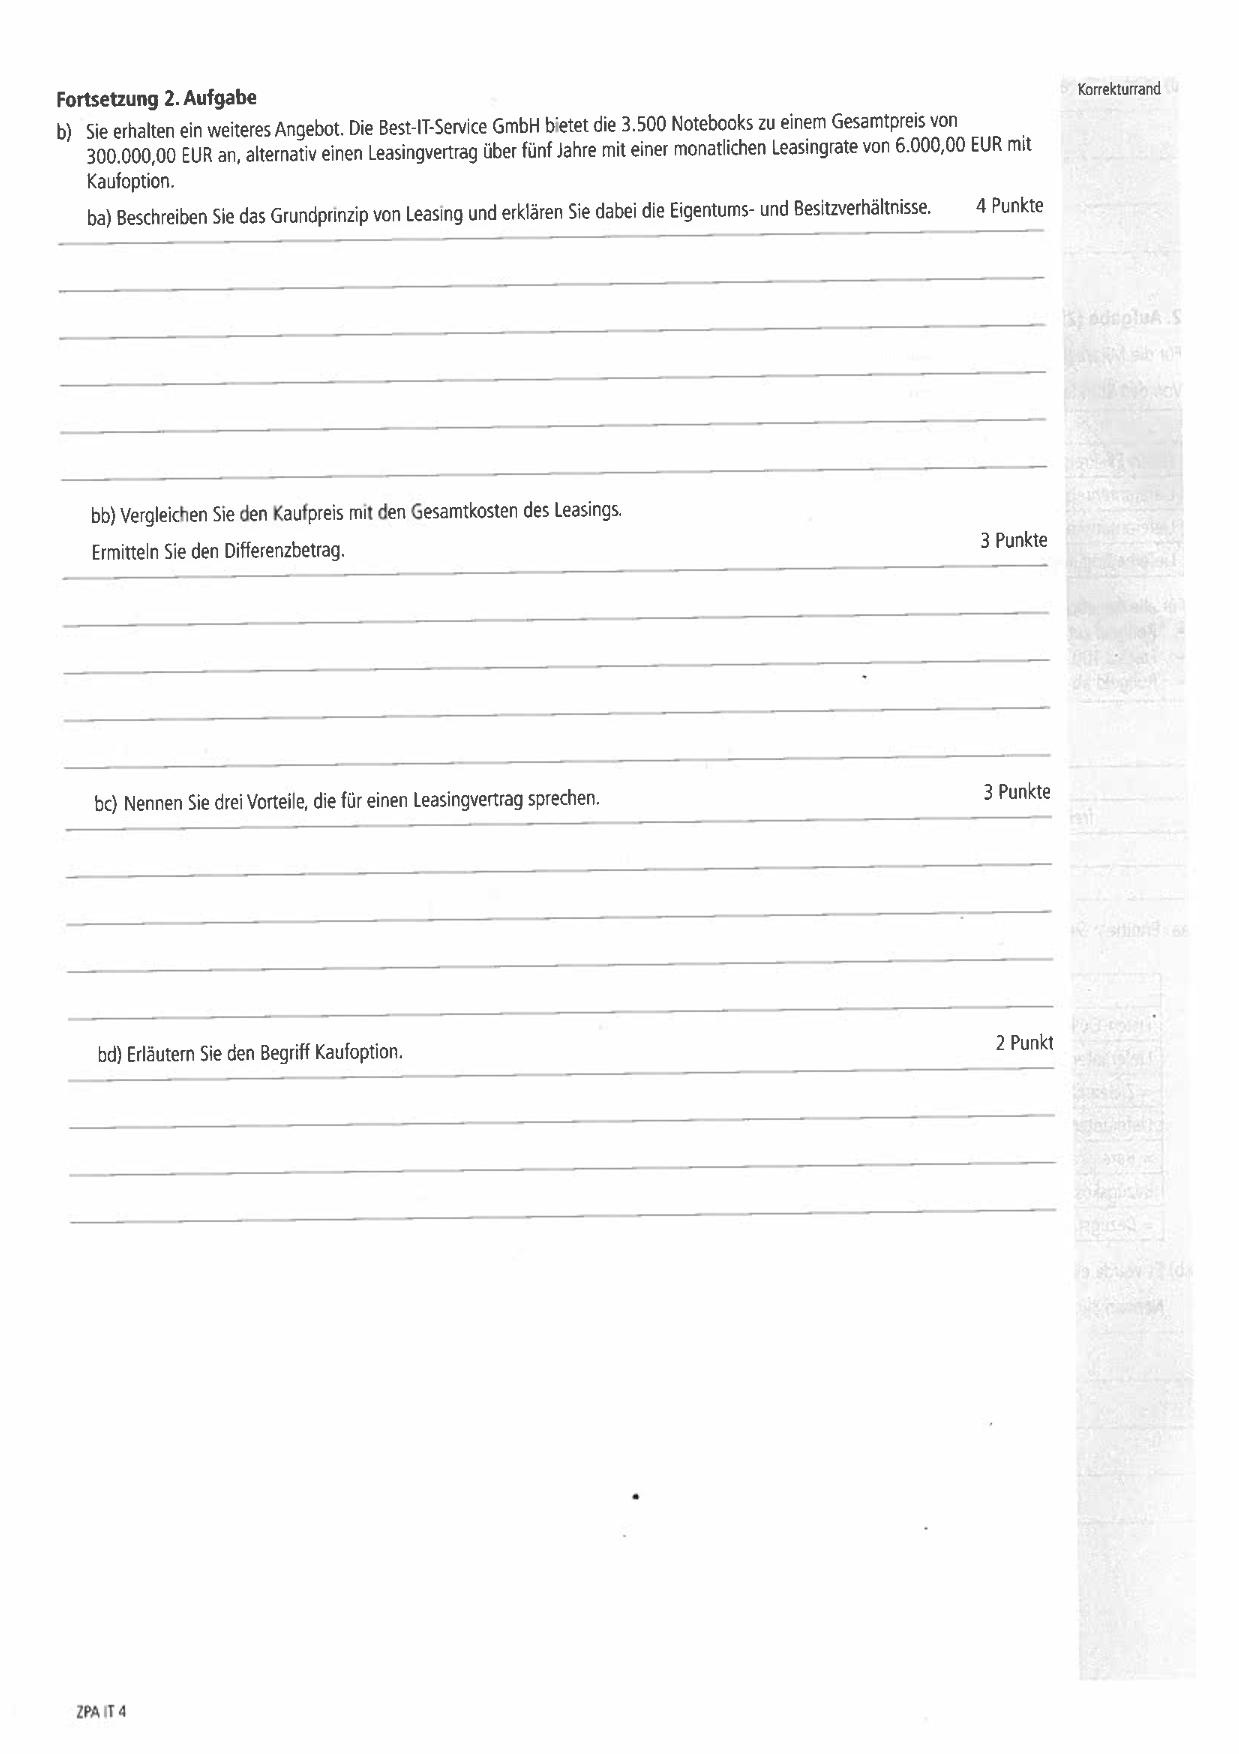 Korrekturrand
Fortsetzung 2. Aufgabe
b) Sie erhalten ein weiteres Angebot. Die Best-IT-Service GmbH bietet die 3.500 Notebooks zu einem Gesamtpreis von
300.000,00 EUR an, alternativ einen Leasingvertrag über fünf Jahre mit einer monatlichen Leasingrate von 6.000,00 EUR mit
Kaufoption.
ba) Beschreiben Sie das Grundprinzip von Leasing und erklären Sie dabei die Eigentums- und Besitzverhältnisse. 4 Punkte
bb) Vergleichen Sie den Kaufpreis mit den Gesamtkosten des Leasings.
Ermitteln Sie den Differenzbetrag. 3 Punkte
bc) Nennen Sie drei Vorteile, die für einen Leasingvertrag sprechen. 3 Punkte
bd) Erläutern Sie den Begriff Kaufoption. 2 Punkt
ZPA IT 4